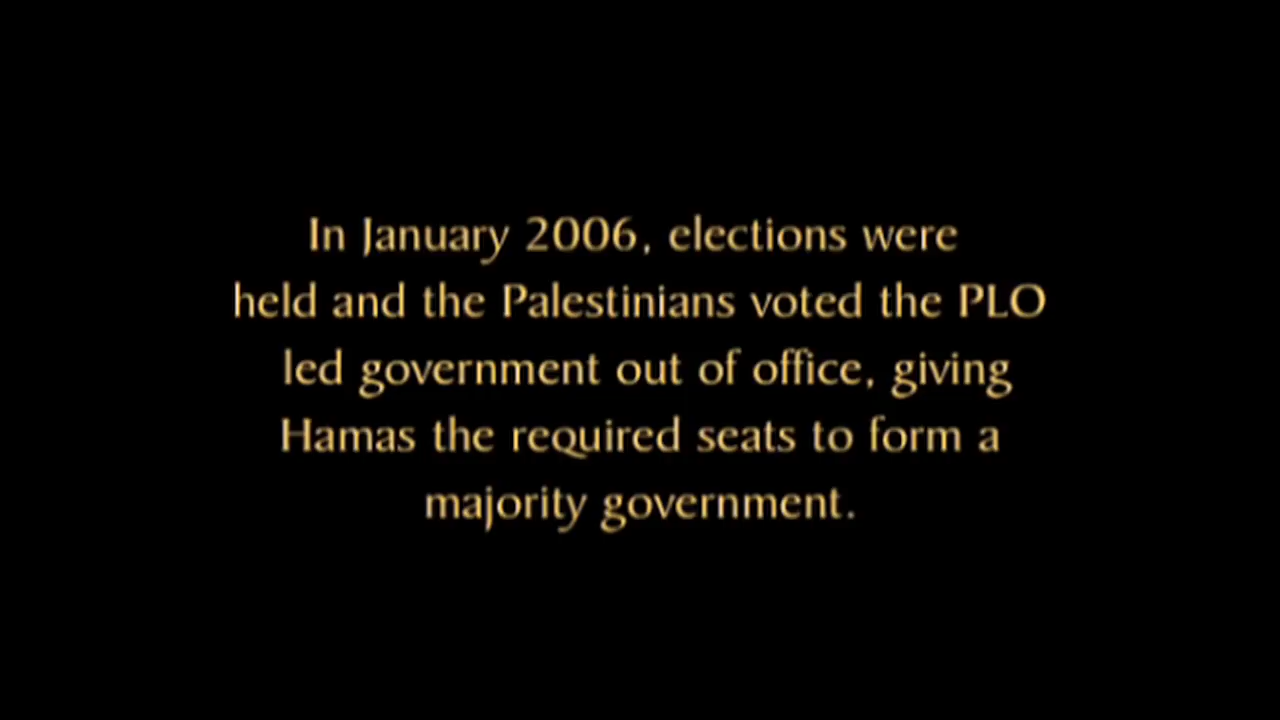 In January 2006, elections were
held and the Palestinians voted the PLO
led government out of office, giving
Hamas the required seats to form a
majority government.